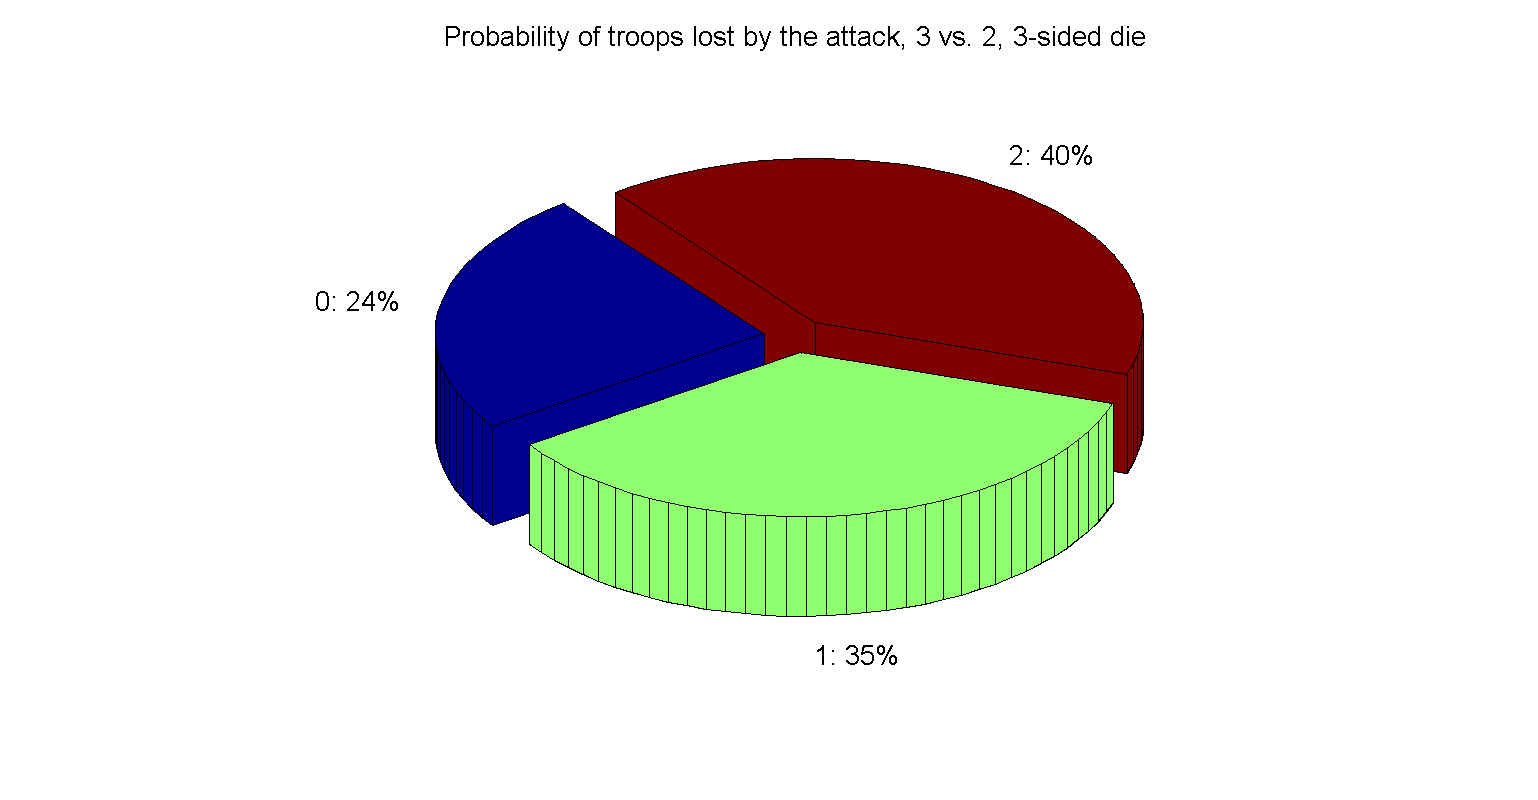 Probability of troops lost by the attack, 3 vs. 2, 3-sided die
2: 40%
0: 24%
1: 35%